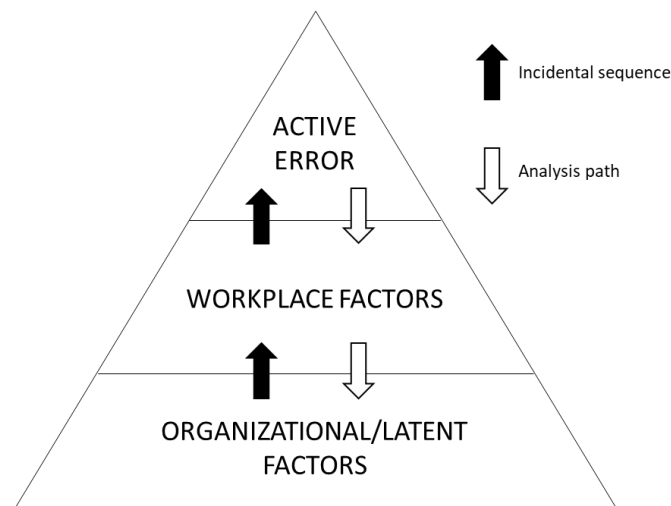 Incidental sequence
ACTIVE
ERROR
Analysis path
WORKPLACE FACTORS
ORGANIZATIONAL/LATENT
FACTORS